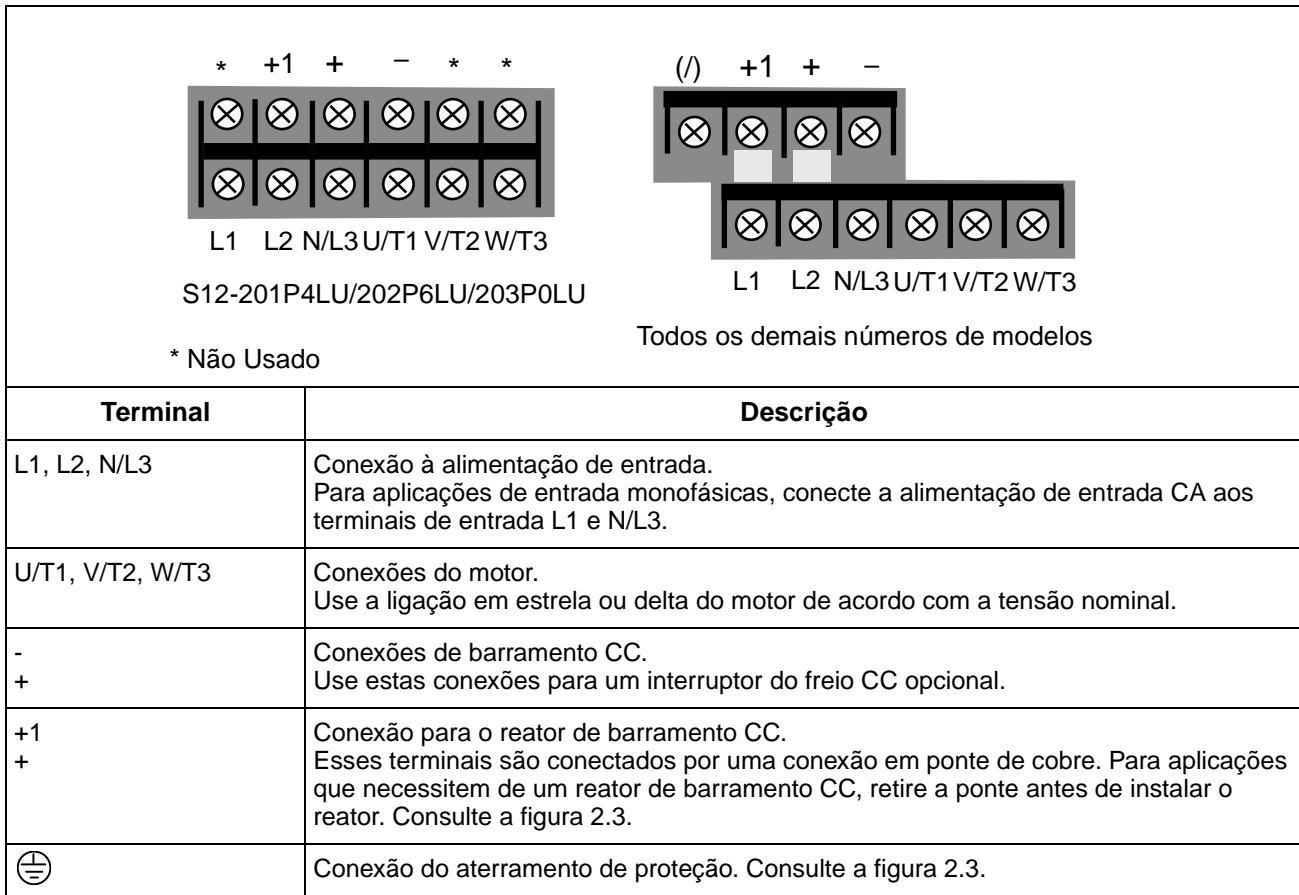 * +1 + – * *
L1 L2 N/L3 U/T1 V/T2 W/T3
S12-201P4LU/202P6LU/203P0LU
* Não Usado
(/) +1 + –
L1 L2 N/L3 U/T1 V/T2 W/T3
Todos os demais números de modelos
Terminal Descrição
L1, L2, N/L3
Conexão à alimentação de entrada.
Para aplicações de entrada monofásicas, conecte a alimentação de entrada CA aos
terminais de entrada L1 e N/L3.
U/T1, V/T2, W/T3
Conexões do motor.
Use a ligação em estrela ou delta do motor de acordo com a tensão nominal.
-
+
Conexões de barramento CC.
Use estas conexões para um interruptor do freio CC opcional.
+1
+
Conexão para o reator de barramento CC.
Esses terminais são conectados por uma conexão em ponte de cobre. Para aplicações
que necessitem de um reator de barramento CC, retire a ponte antes de instalar o
reator. Consulte a figura 2.3.
Conexão do aterramento de proteção. Consulte a figura 2.3.